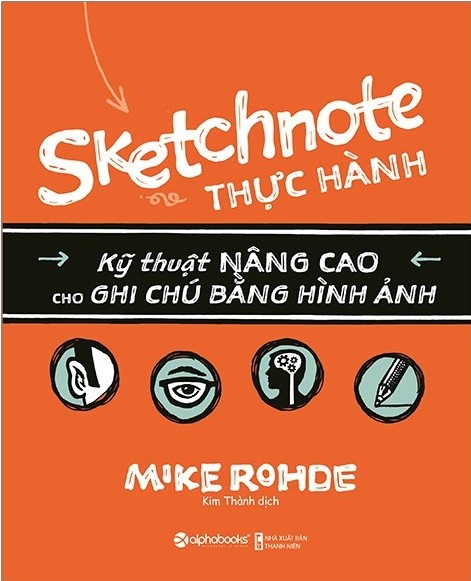 Sketchnote
THỰC HÀNH
Kỹ thuật NÂNG CAO
CHO GHI CHÚ BẰNG HÌNH ẢNH
MIKE ROHDE
Kim Thành dịch
alphabooks
NHÀ XUẤT BẢN
THANH NIÊN